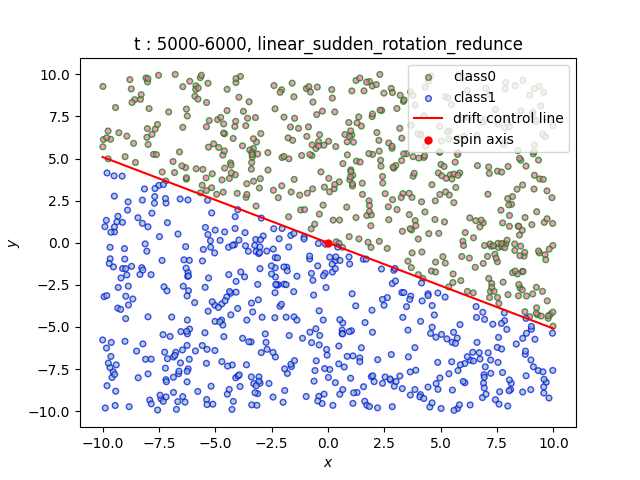 t : 5000-6000, linear_sudden_rotation_redunce
class0
class1
drift control line
spin axis
10.0
7.5
5.0
2.5
0.0
−2.5
−5.0
−7.5
−10.0
y
−10.0 −7.5 −5.0 −2.5 0.0 2.5 5.0 7.5 10.0
x